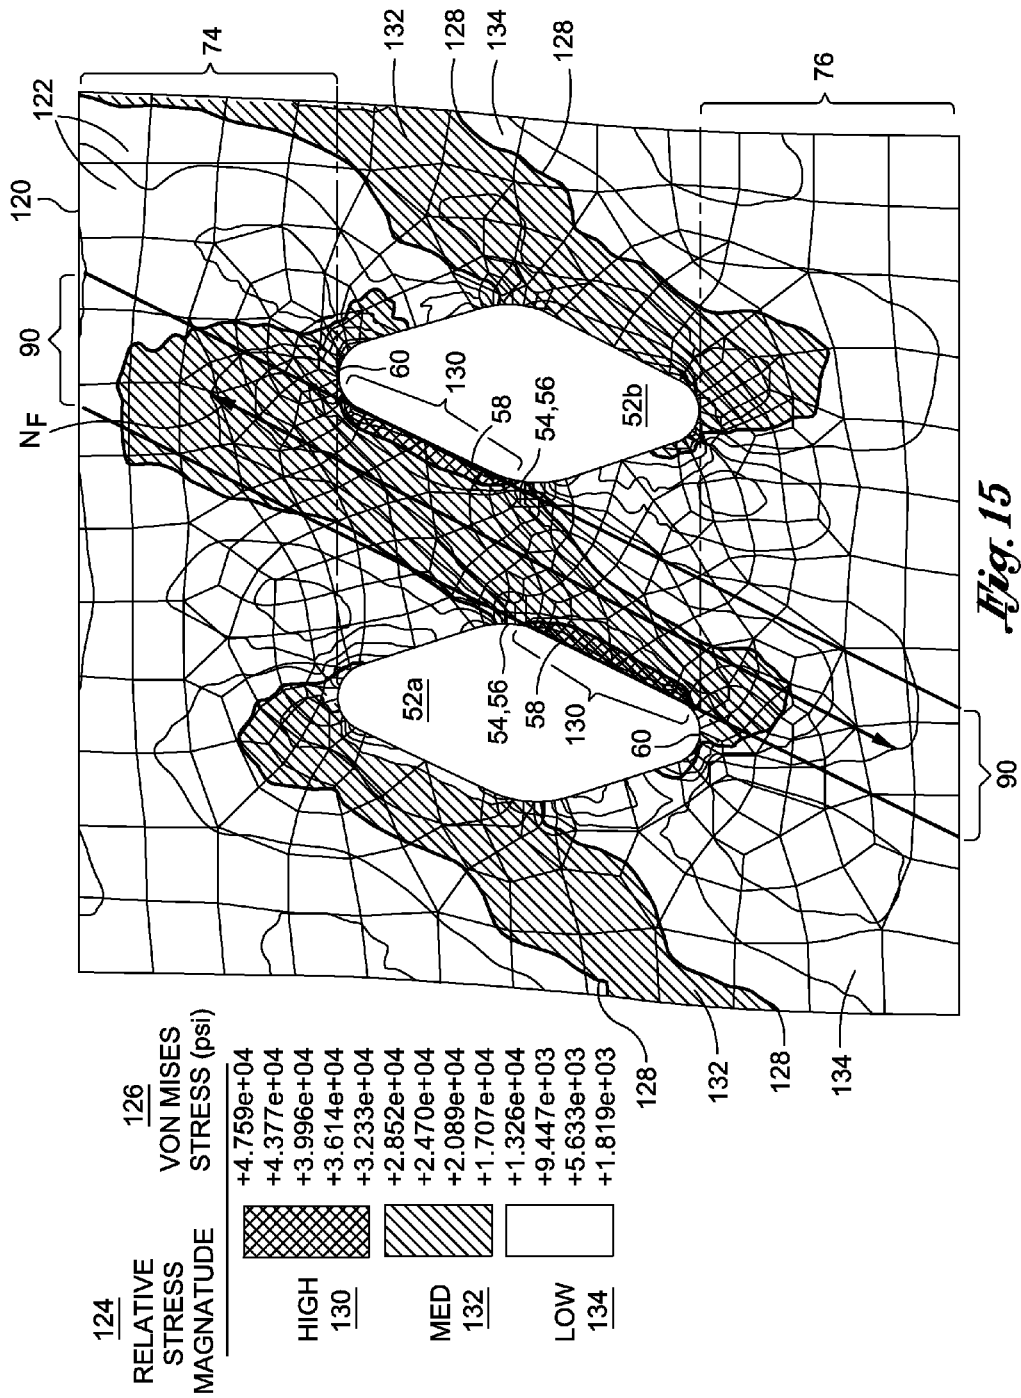 122
120
74
90
N_F
132
128
134
128
76
60
130
58
54,56
52b
52a
54,56
58
130
60
90
128
132
128
134
124
RELATIVE
STRESS
MAGNATUDE
126
VON MISES
STRESS (psi)
HIGH
130
+4.759e+04
+4.377e+04
+3.996e+04
+3.614e+04
+3.233e+04
MED
132
+2.852e+04
+2.470e+04
+2.089e+04
+1.707e+04
LOW
134
+1.326e+04
+9.447e+03
+5.633e+03
+1.819e+03
Fig. 15